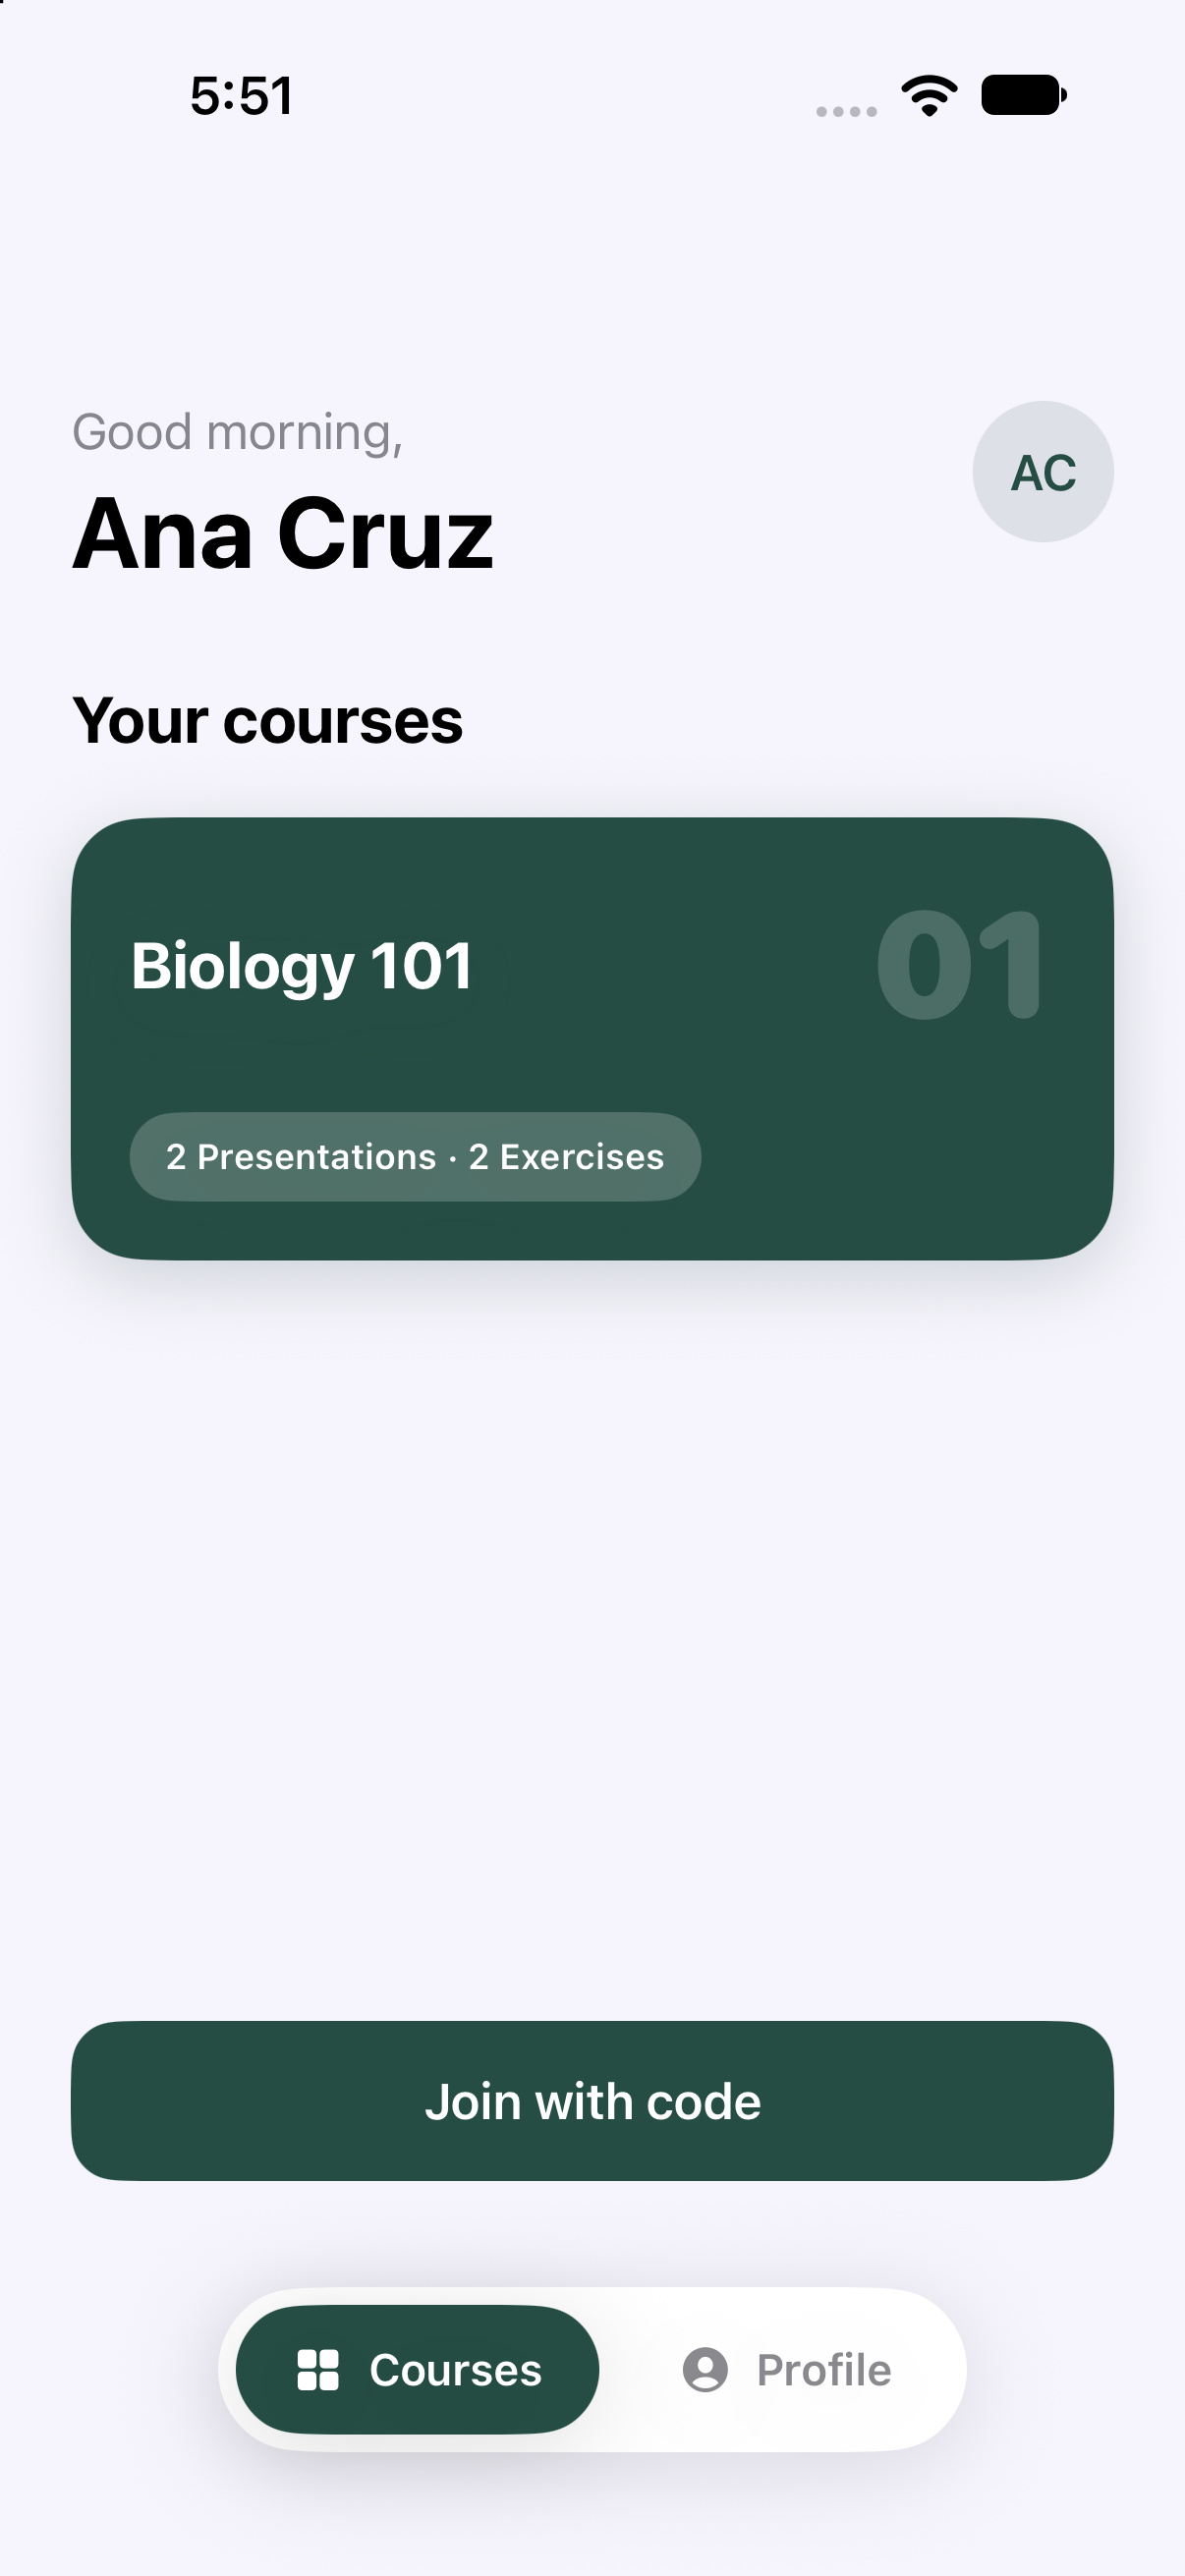 5:51
Good morning,
Ana Cruz
AC
Your courses
Biology 101
01
2 Presentations · 2 Exercises
Join with code
Courses
Profile